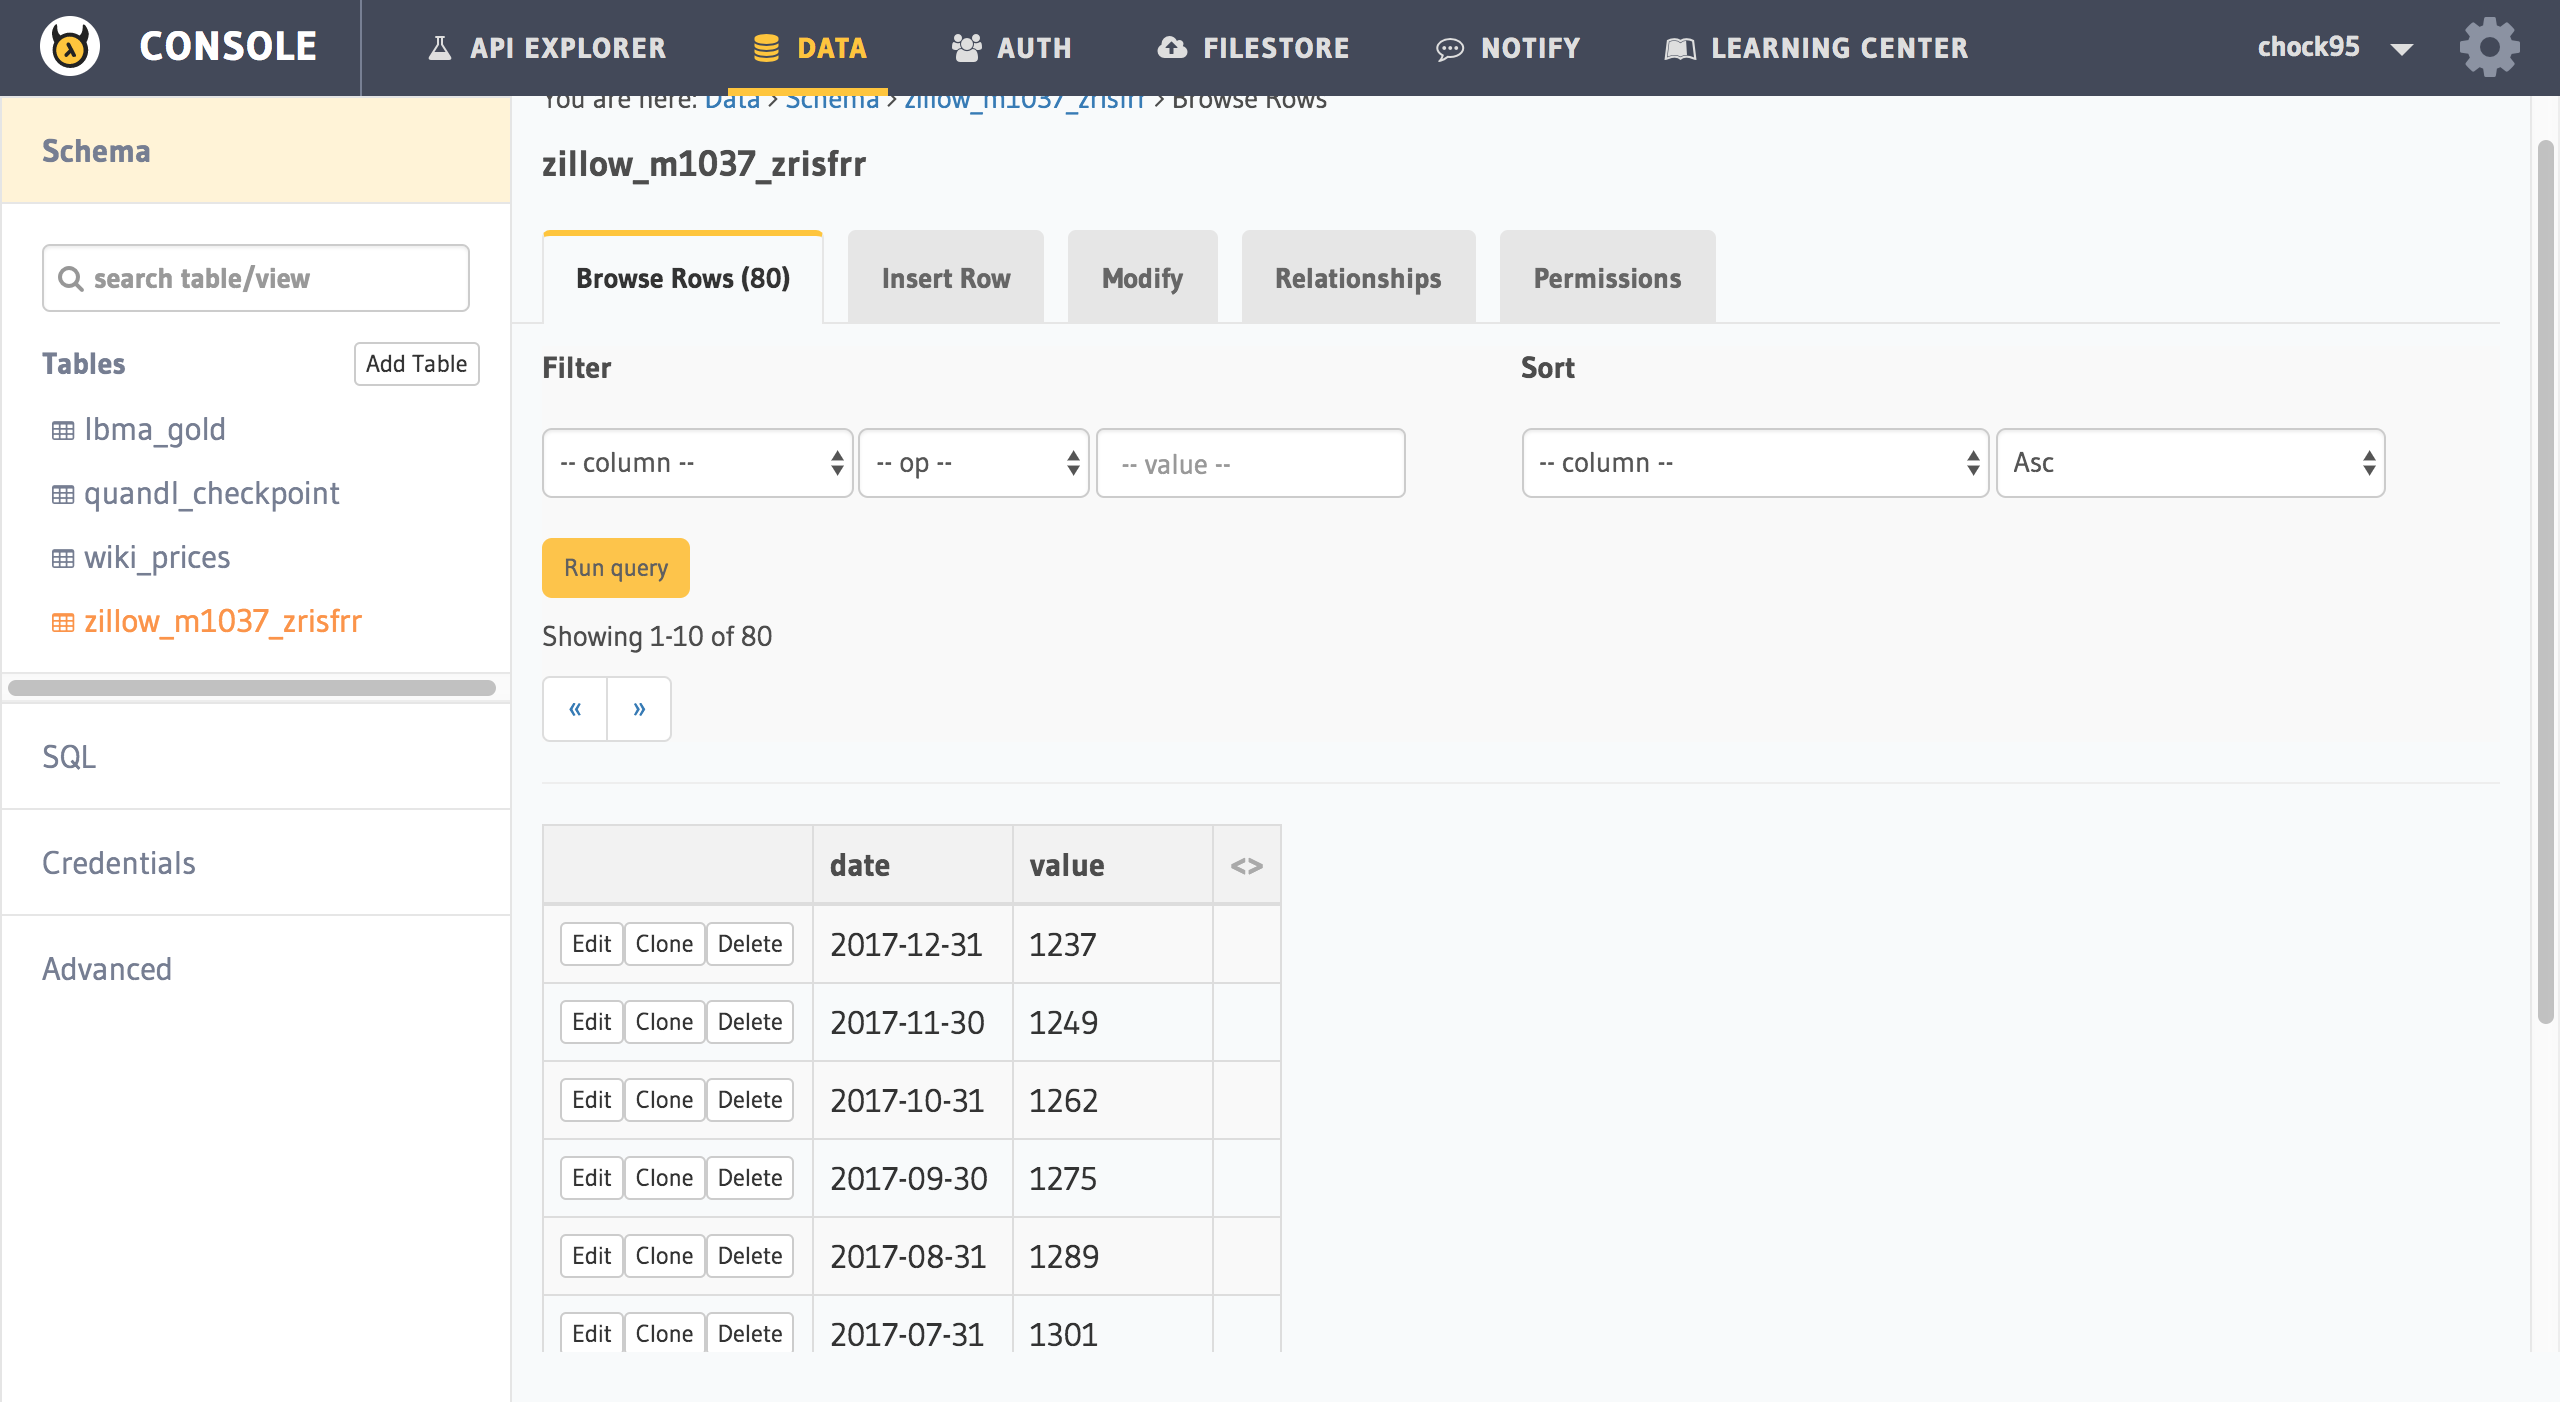 CONSOLE API EXPLORER DATA AUTH FILESTORE NOTIFY LEARNING CENTER chock95
You are here: Data > Schema > zillow_m1037_zrisfrr > Browse Rows
Schema
zillow_m1037_zrisfrr
search table/view
Browse Rows (80) Insert Row Modify Relationships Permissions
Tables Add Table
Filter Sort
lbma_gold
quandl_checkpoint
wiki_prices
zillow_m1037_zrisfrr
-- column -- -- op -- -- value -- -- column -- Asc
Run query
Showing 1-10 of 80
« »
SQL
Credentials
Advanced
date value <>
Edit Clone Delete 2017-12-31 1237
Edit Clone Delete 2017-11-30 1249
Edit Clone Delete 2017-10-31 1262
Edit Clone Delete 2017-09-30 1275
Edit Clone Delete 2017-08-31 1289
Edit Clone Delete 2017-07-31 1301